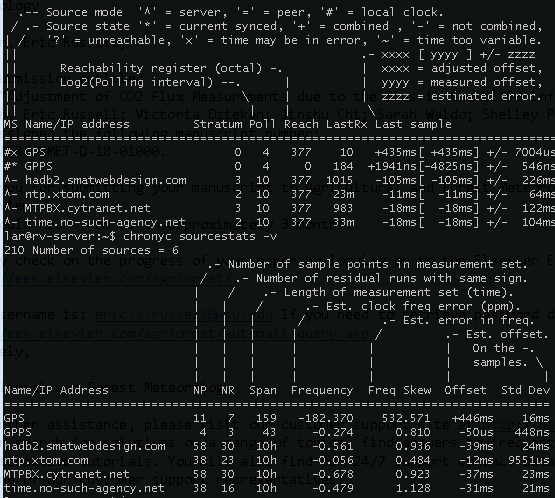 .-- Source mode '^' = server, '=' = peer, '#' = local clock.
/ .- Source state '*' = current synced, '+' = combined , '-' = not combined,
| / '?' = unreachable, 'x' = time may be in error, '~' = time too variable.
|| .- xxxx [ yyyy ] +/- zzzz
|| Reachability register (octal) -. | xxxx = adjusted offset,
|| Log2(Polling interval) --. | | yyyy = measured offset,
|| \ | | zzzz = estimated error.
MS Name/IP address Stratum Poll Reach LastRx Last sample
#x GPS 0 4 377 10 +435ms[ +435ms] +/- 7004us
#* GPPS 0 4 0 184 +1941ns[-4825ns] +/- 546ns
^- hadb2.smatwebdesign.com 3 10 377 1015 -105ms[ -105ms] +/- 226ms
^- ntp.xtom.com 2 10 377 23m -11ms[ -11ms] +/- 64ms
^- MTPBX.cytranet.net 3 10 377 983 -18ms[ -18ms] +/- 122ms
^- time.no-such-agency.net 2 10 377 33m -18ms[ -18ms] +/- 104ms
lar@rv-server:~$ chronyc sourcestats -v
210 Number of sources = 6
.- Number of sample points in measurement set.
/ .- Number of residual runs with same sign.
| / .- Length of measurement set (time).
| | / .- Est. clock freq error (ppm).
| | | / .- Est. error in freq.
| | | | / .- Est. offset.
| | | | | | On the -.
| | | | | | samples. \
| | | | | | |
Name/IP Address NP NR Span Frequency Freq Skew Offset Std Dev
GPS 11 7 159 -182.370 532.571 +446ms 16ms
GPPS 4 3 43 -0.274 0.810 -50us 448ns
hadb2.smatwebdesign.com 58 30 10h -0.561 0.936 -39ms 24ms
ntp.xtom.com 38 23 10h -0.056 0.484 -12ms 9551us
MTPBX.cytranet.net 58 30 10h -0.678 0.923 -37ms 23ms
time.no-such-agency.net 38 16 10h -0.479 1.128 -31ms 21ms